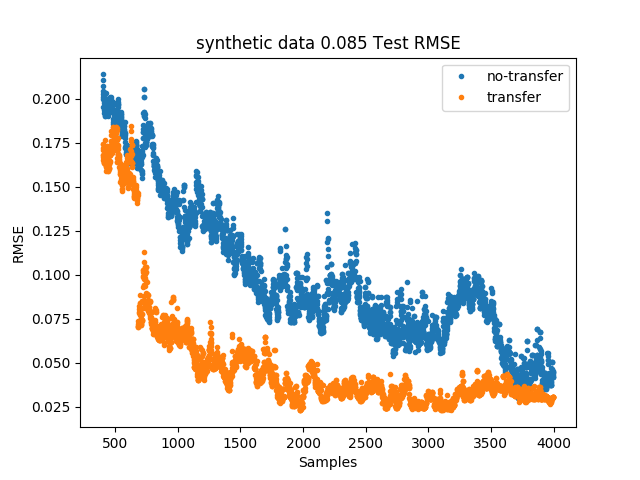 synthetic data 0.085 Test RMSE
no-transfer
transfer
RMSE
0.200
0.175
0.150
0.125
0.100
0.075
0.050
0.025
500 1000 1500 2000 2500 3000 3500 4000
Samples